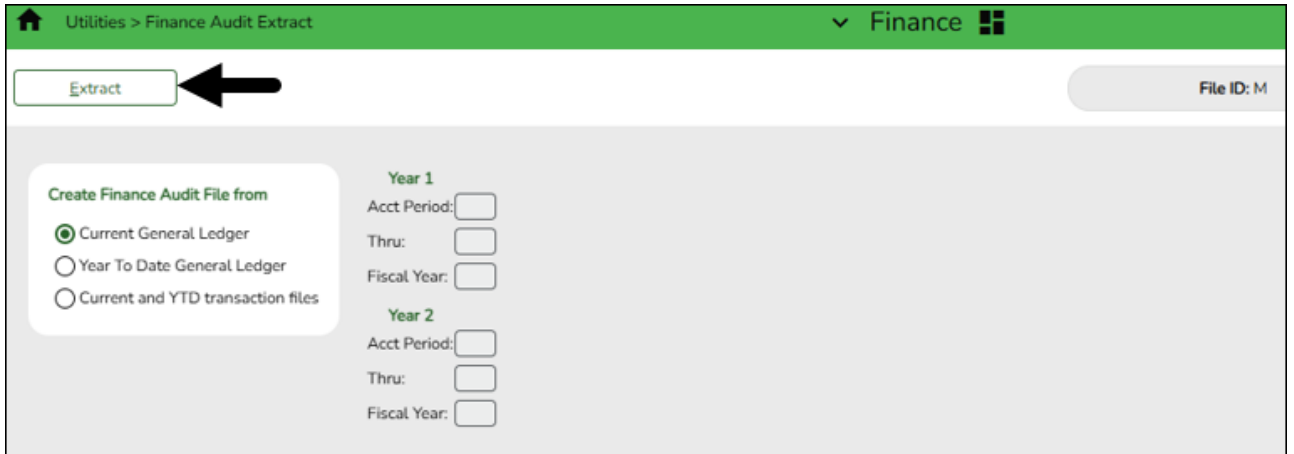 Utilities > Finance Audit Extract
Finance
Extract
File ID: M
Create Finance Audit File from
Current General Ledger
Year To Date General Ledger
Current and YTD transaction files
Year 1
Acct Period:
Thru:
Fiscal Year:
Year 2
Acct Period:
Thru:
Fiscal Year: